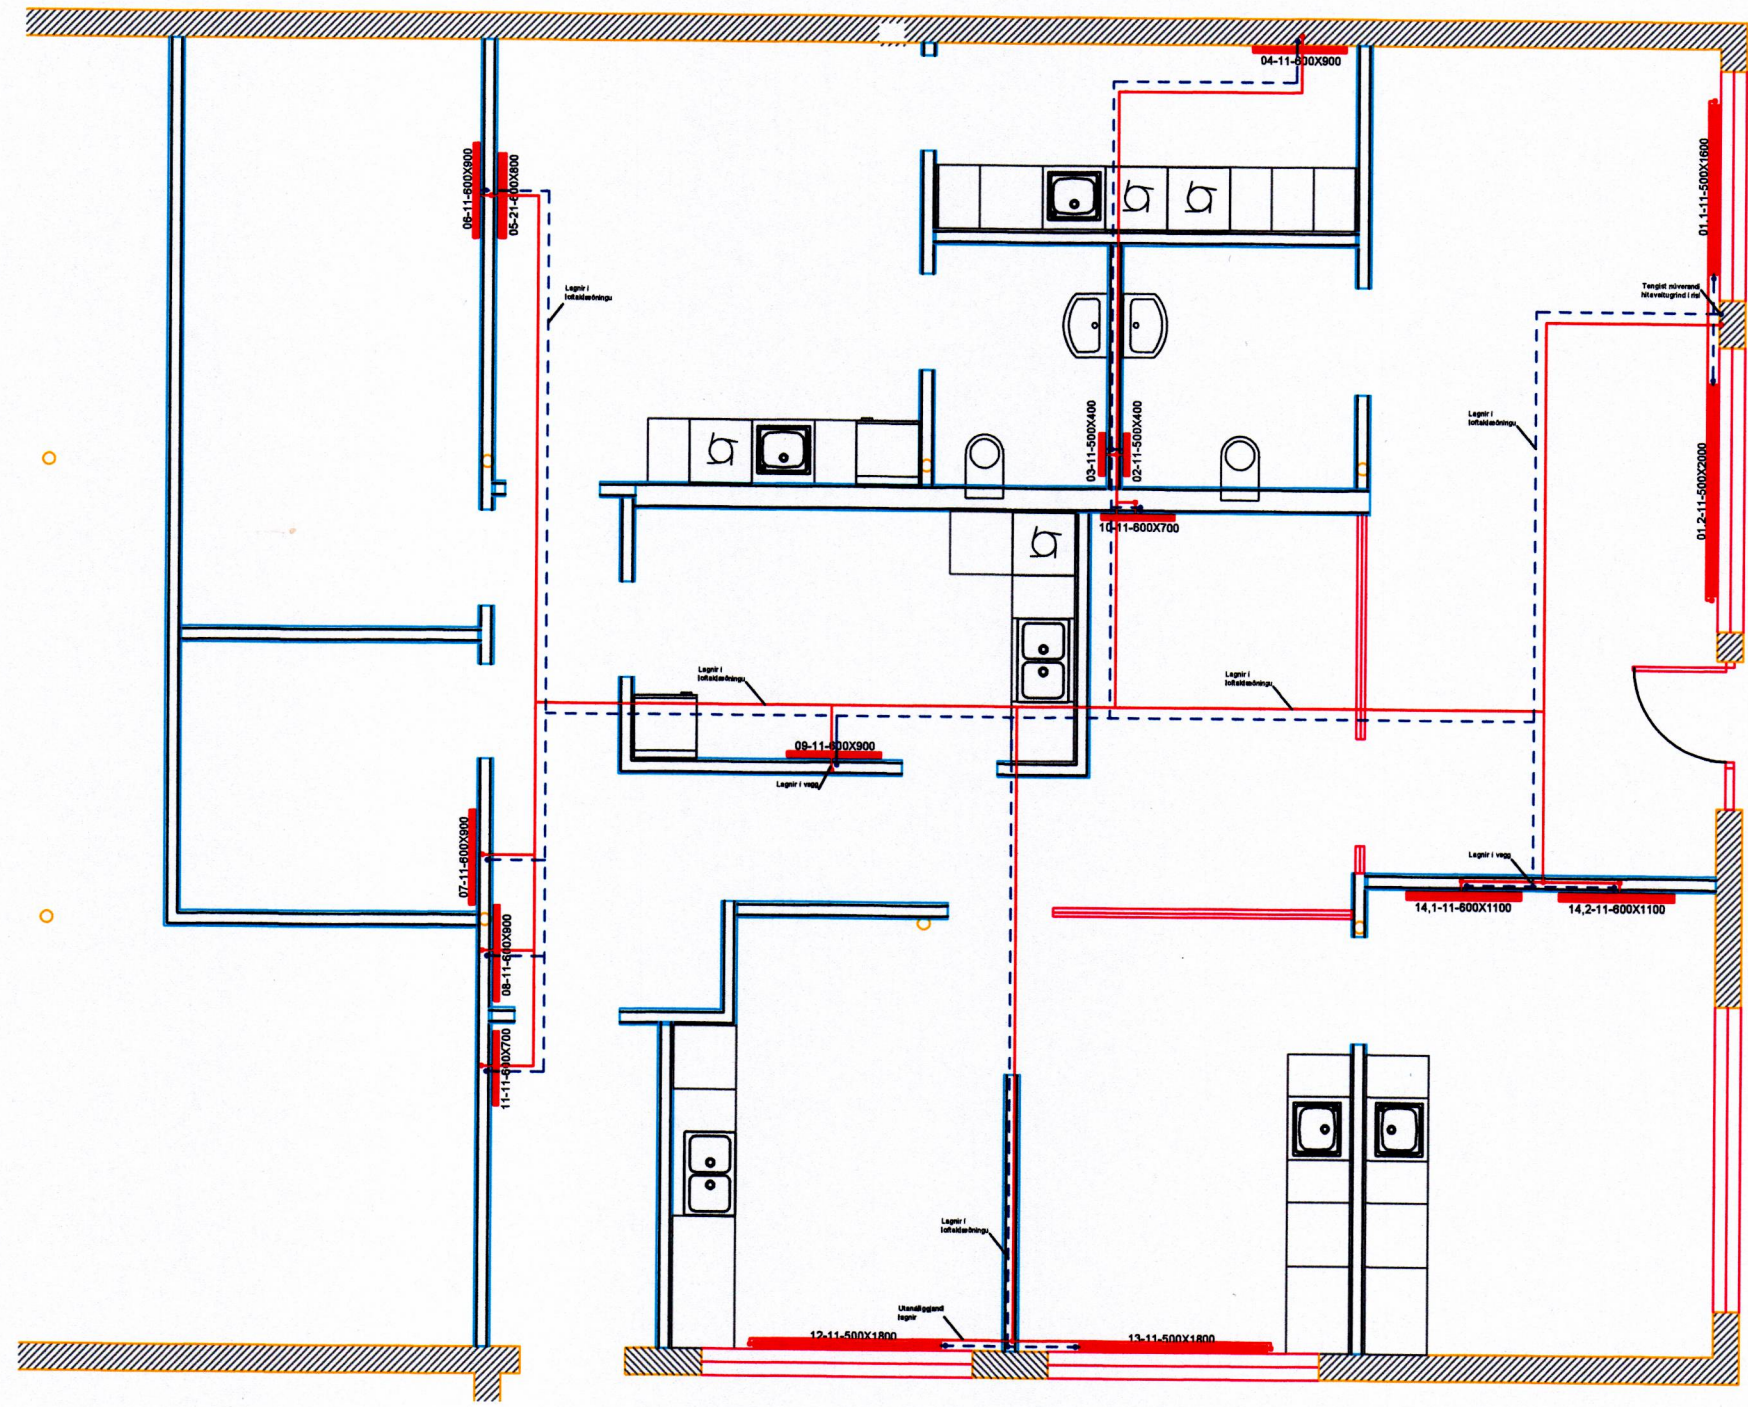 04-11-600X900
06-11-600X900
05-21-600X800
01.1-11-500X1600
Lagnir í
loftaklæðningu
Tengist núverandi
hitaveitugrind í risi
03-11-500X400
02-11-500X400
Lagnir í
loftaklæðningu
01.2-11-500X2000
10-11-600X700
Lagnir í
loftaklæðningu
Lagnir í
loftaklæðningu
09-11-600X900
Lagnir í vegg
07-11-600X900
Lagnir í vegg
14,1-11-600X1100
14,2-11-600X1100
08-11-600X900
11-11-600X700
Lagnir í
loftaklæðningu
Utanáliggjandi
lagnir
12-11-500X1800
13-11-500X1800